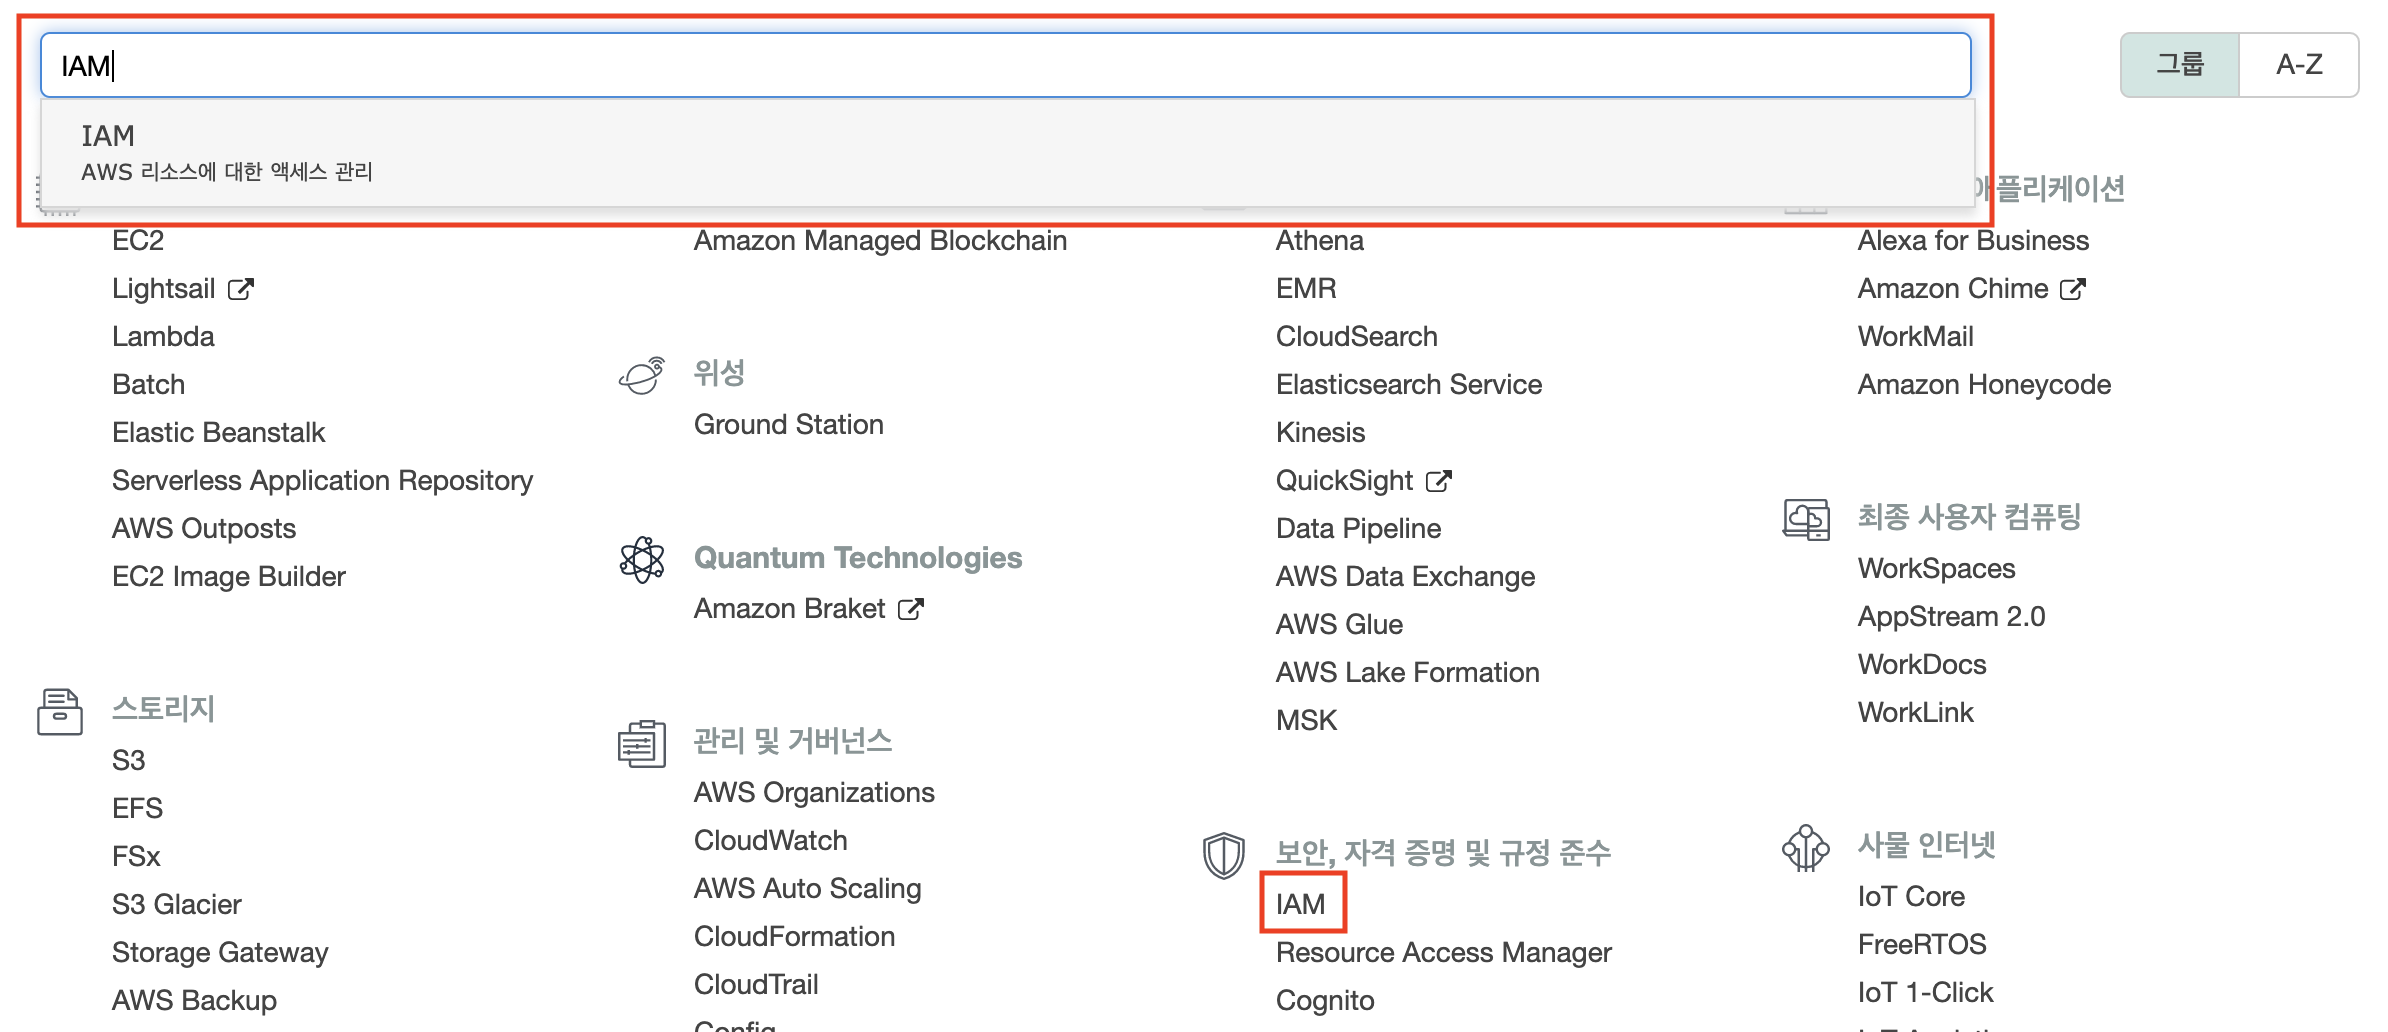 IAM
그룹
A-Z
IAM
AWS 리소스에 대한 액세스 관리
EC2
Lightsail
Lambda
Batch
Elastic Beanstalk
Serverless Application Repository
AWS Outposts
EC2 Image Builder
스토리지
S3
EFS
FSx
S3 Glacier
Storage Gateway
AWS Backup
Amazon Managed Blockchain
위성
Ground Station
Quantum Technologies
Amazon Braket
관리 및 거버넌스
AWS Organizations
CloudWatch
AWS Auto Scaling
CloudFormation
CloudTrail
Config
Athena
EMR
CloudSearch
Elasticsearch Service
Kinesis
QuickSight
Data Pipeline
AWS Data Exchange
AWS Glue
AWS Lake Formation
MSK
보안, 자격 증명 및 규정 준수
IAM
Resource Access Manager
Cognito
애플리케이션
Alexa for Business
Amazon Chime
WorkMail
Amazon Honeycode
최종 사용자 컴퓨팅
WorkSpaces
AppStream 2.0
WorkDocs
WorkLink
사물 인터넷
IoT Core
FreeRTOS
IoT 1-Click